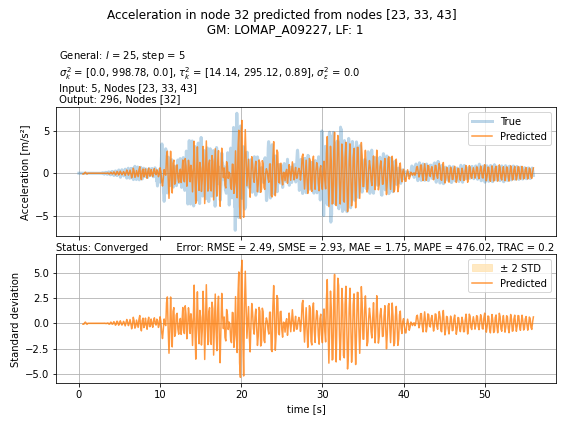 Acceleration in node 32 predicted from nodes [23, 33, 43]
GM: LOMAP_A09227, LF: 1
General: l = 25, step = 5
σ²ₖ = [0.0, 998.78, 0.0], τ²ₖ = [14.14, 295.12, 0.89], σ²ε = 0.0
Input: 5, Nodes [23, 33, 43]
Output: 296, Nodes [32]
True
Predicted
5
0
−5
Acceleration [m/s²]
Status: Converged Error: RMSE = 2.49, SMSE = 2.93, MAE = 1.75, MAPE = 476.02, TRAC = 0.2
± 2 STD
Predicted
5.0
2.5
0.0
−2.5
−5.0
Standard deviation
0 10 20 30 40 50
time [s]